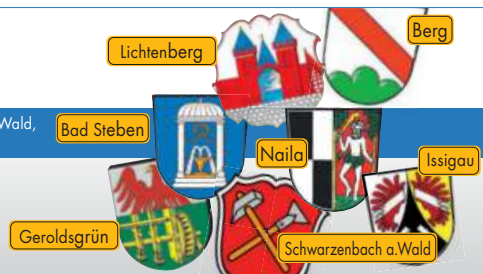 Berg
Lichtenberg
Wald,
Bad Steben
Naila
Issigau
Geroldsgrün
Schwarzenbach a.Wald